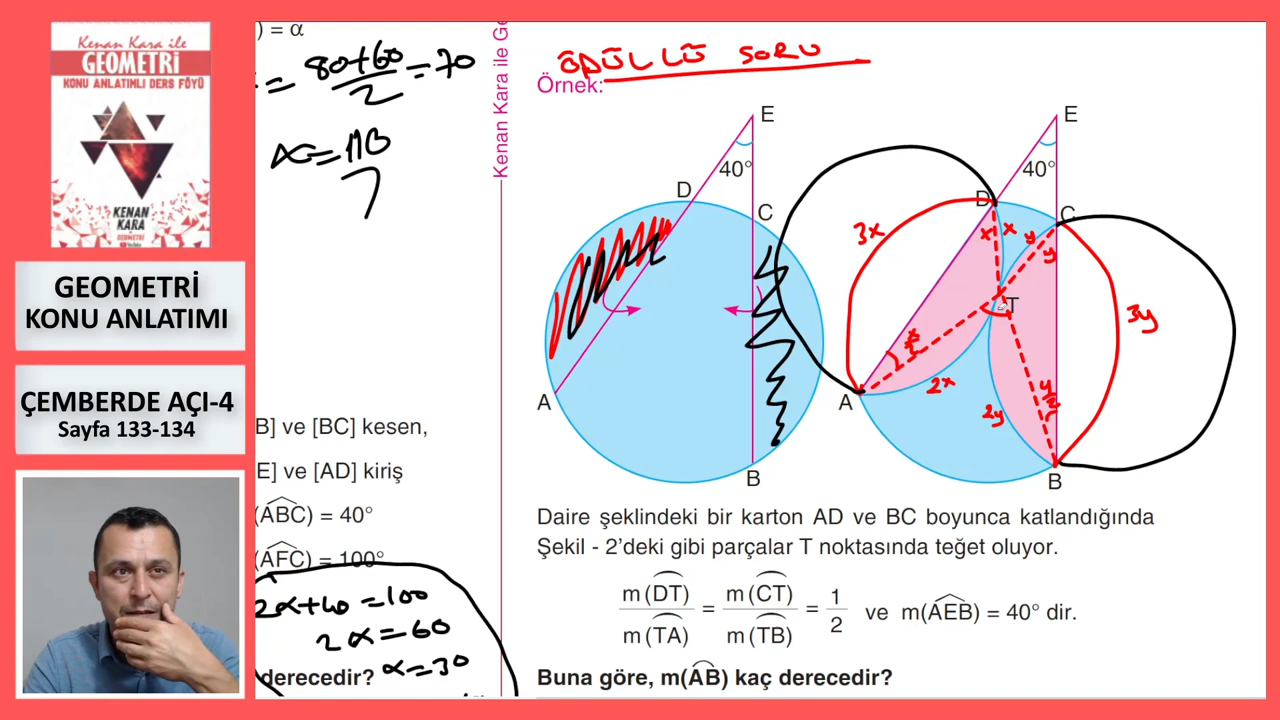 Kenan Kara ile
GEOMETRİ
KONU ANLATIMLI DERS FÖYÜ
KENAN
KARA
GEOMETRİ
KONU ANLATIMI
ÇEMBERDE AÇI-4
Sayfa 133-134
) = α
= 80+60 / 2 = 70
B] ve [BC] kesen,
E] ve [AD] kiriş
(ABC) = 40°
(AFC) = 100°
2α+40 = 100
2α = 60
derecedir? α = 30
Kenan Kara ile Ge
ÖDÜLLÜ SORU
Örnek:
E
40°
D
C
A
B
E
40°
D
C
3x
x
x
y
y
T
3y
A
2x
2y
y/2
B
Daire şeklindeki bir karton AD ve BC boyunca katlandığında
Şekil - 2'deki gibi parçalar T noktasında teğet oluyor.
m(DT) / m(TA) = m(CT) / m(TB) = 1/2 ve m(AEB) = 40° dir.
Buna göre, m(AB) kaç derecedir?